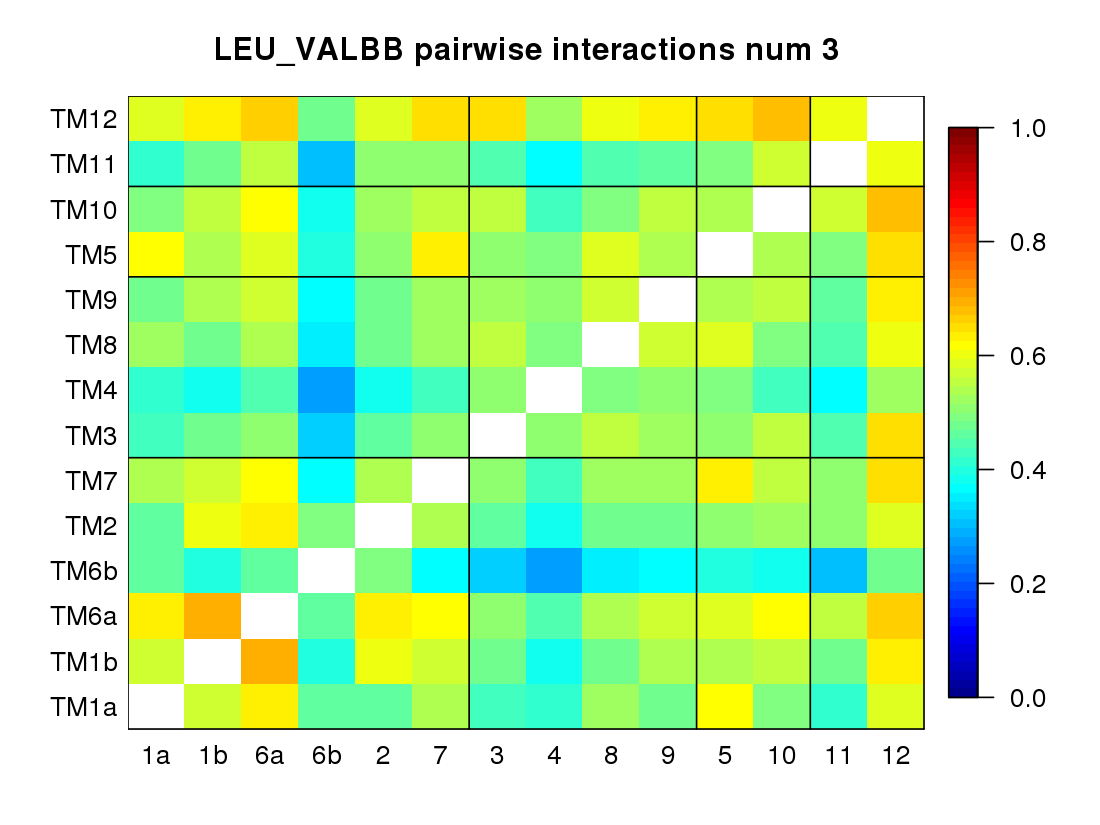 LEU_VALBB pairwise interactions num 3
TM12
TM11
TM10
TM5
TM9
TM8
TM4
TM3
TM7
TM2
TM6b
TM6a
TM1b
TM1a
1a 1b 6a 6b 2 7 3 4 8 9 5 10 11 12
1.0
0.8
0.6
0.4
0.2
0.0